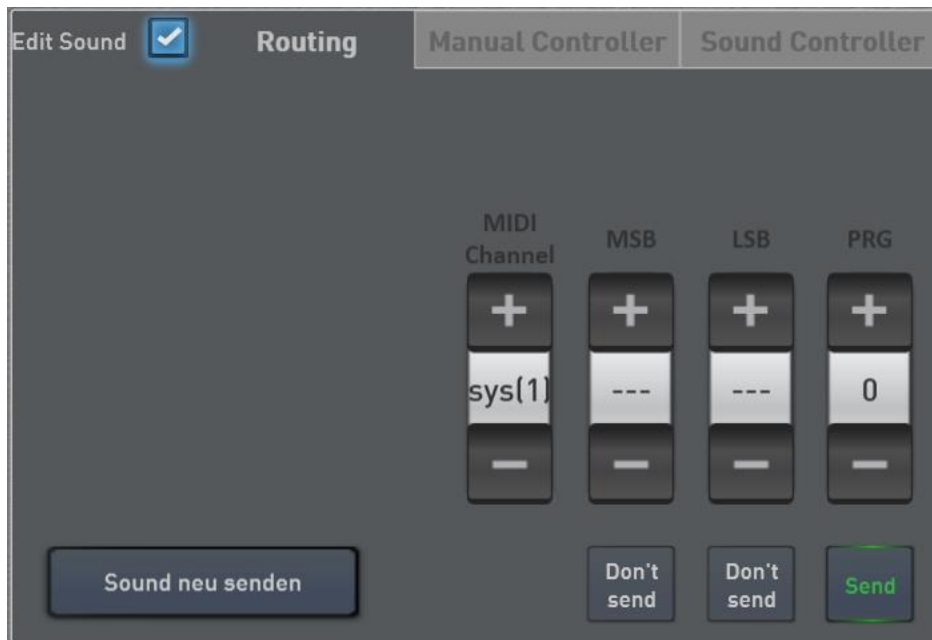 Edit Sound Routing Manual Controller Sound Controller
MIDI
Channel MSB LSB PRG
+ + + +
sys(1) --- --- 0
− − − −
Sound neu senden
Don't
send
Don't
send
Send